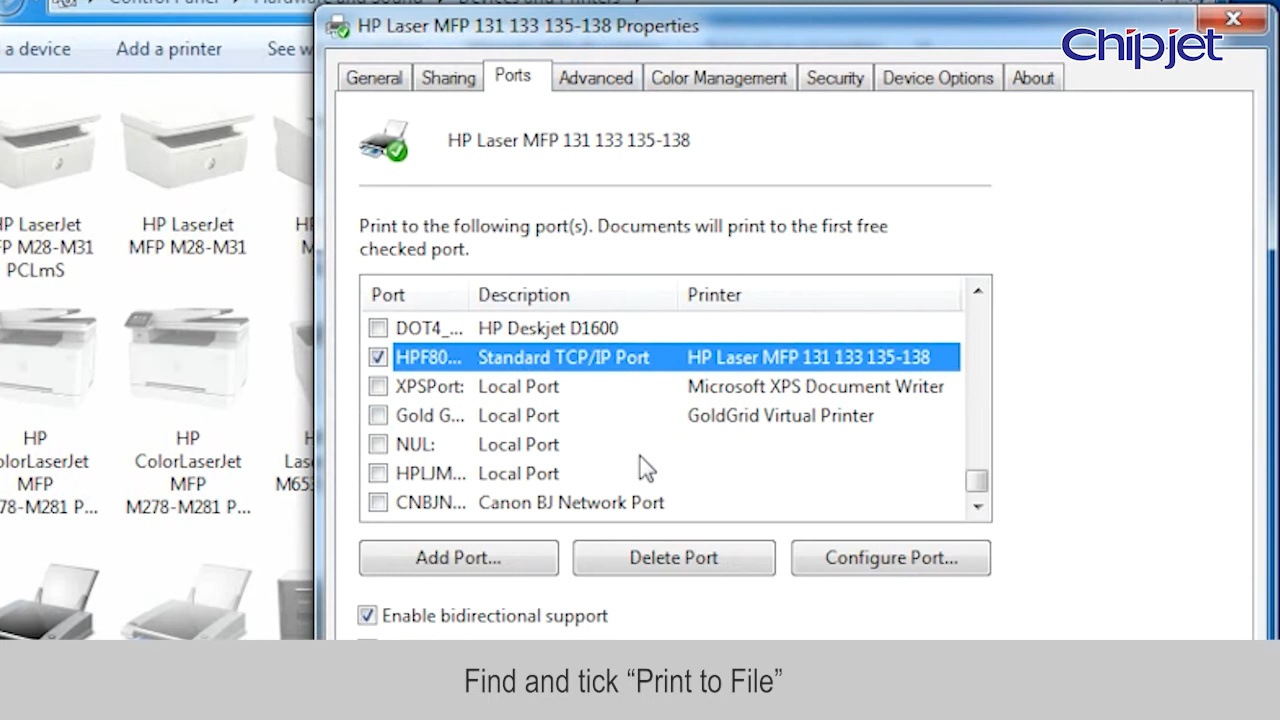 HP Laser MFP 131 133 135-138 Properties
Chipjet
a device
Add a printer
See w
General
Sharing
Ports
Advanced
Color Management
Security
Device Options
About
HP Laser MFP 131 133 135-138
Print to the following port(s). Documents will print to the first free
checked port.
Port Description Printer
DOT4_... HP Deskjet D1600
HPF80... Standard TCP/IP Port HP Laser MFP 131 133 135-138
XPSPort: Local Port Microsoft XPS Document Writer
Gold G... Local Port GoldGrid Virtual Printer
NUL: Local Port
HPLJM... Local Port
CNBJN... Canon BJ Network Port
Add Port...
Delete Port
Configure Port...
Enable bidirectional support
HP LaserJet
FP M28-M31
PCLmS
HP LaserJet
MFP M28-M31
HP
olorLaserJet
MFP
278-M281 P...
HP
ColorLaserJet
MFP
M278-M281 P...
Las
M653
Find and tick “Print to File”